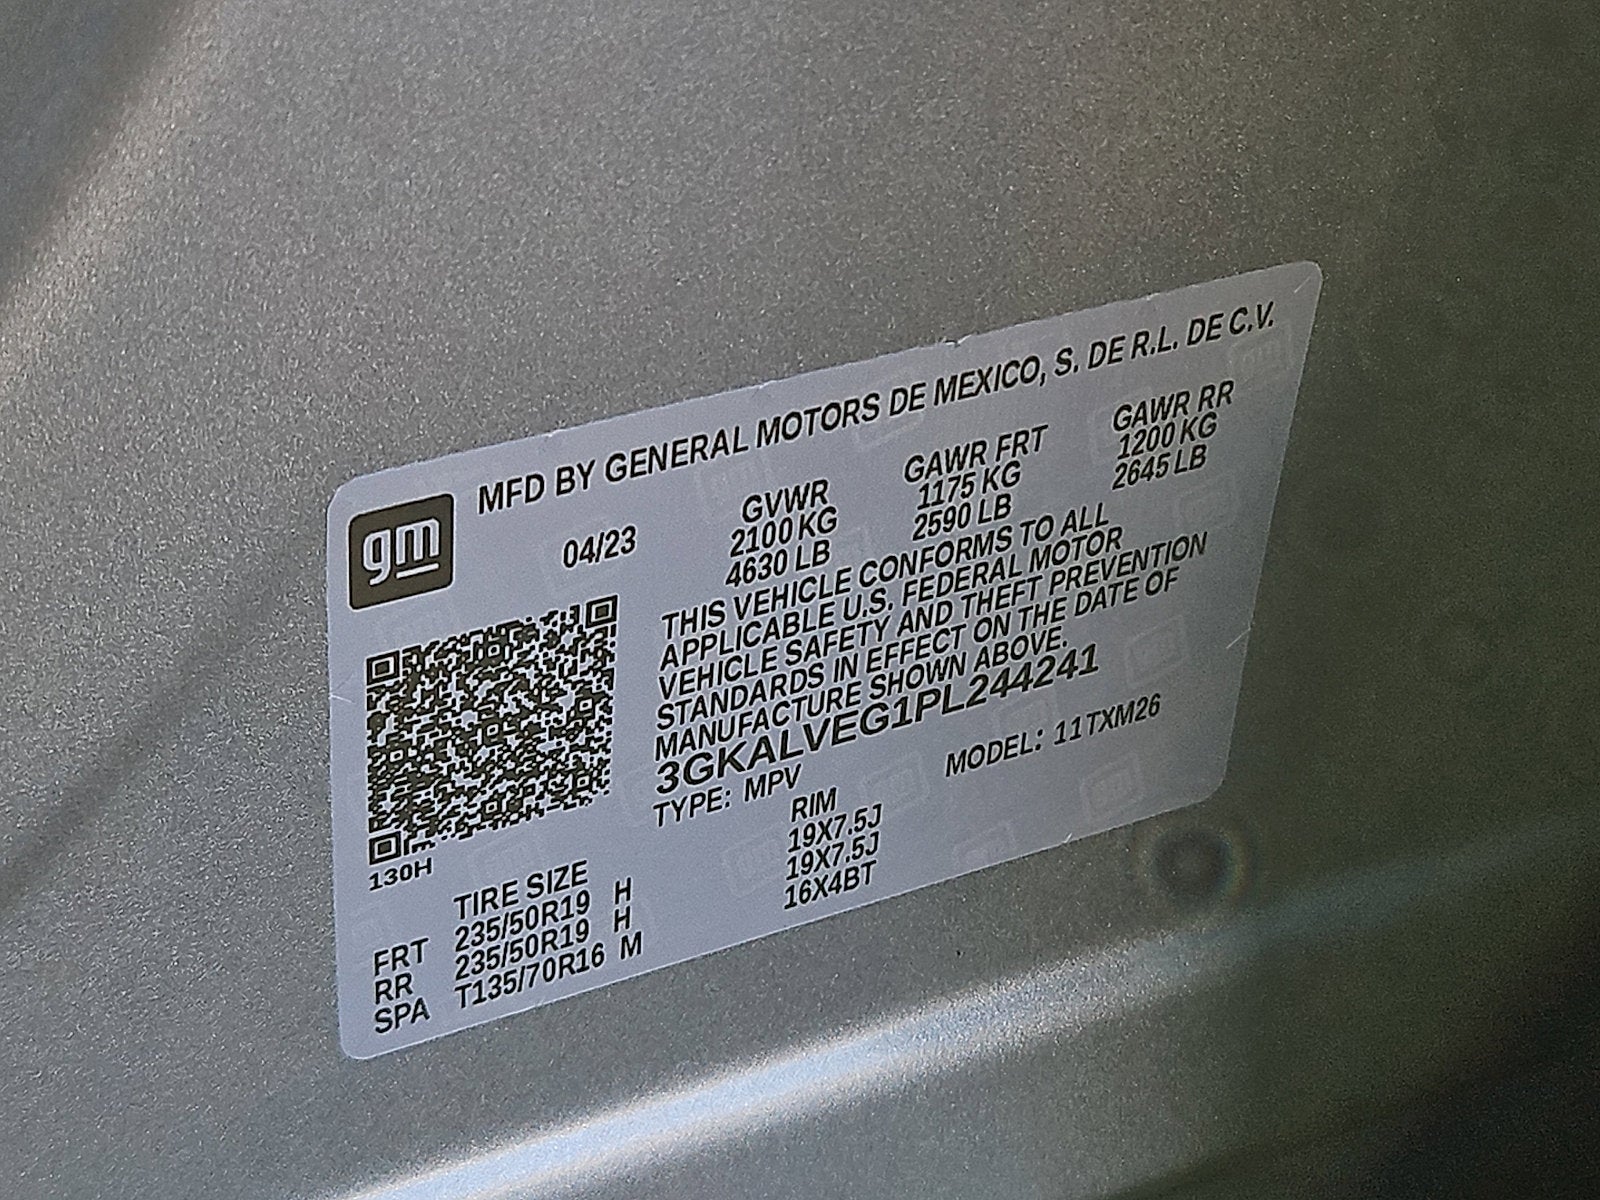 gm
MFD BY GENERAL MOTORS DE MEXICO, S. DE R.L. DE C.V.
04/23
GVWR GAWR FRT GAWR RR
2100 KG 1175 KG 1200 KG
4630 LB 2590 LB 2645 LB
THIS VEHICLE CONFORMS TO ALL
APPLICABLE U.S. FEDERAL MOTOR
VEHICLE SAFETY AND THEFT PREVENTION
STANDARDS IN EFFECT ON THE DATE OF
MANUFACTURE SHOWN ABOVE.
3GKALVEG1PL244241
TYPE: MPV MODEL: 11TXM26
130H
TIRE SIZE RIM
FRT 235/50R19 H 19X7.5J
RR 235/50R19 H 19X7.5J
SPA T135/70R16 M 16X4BT